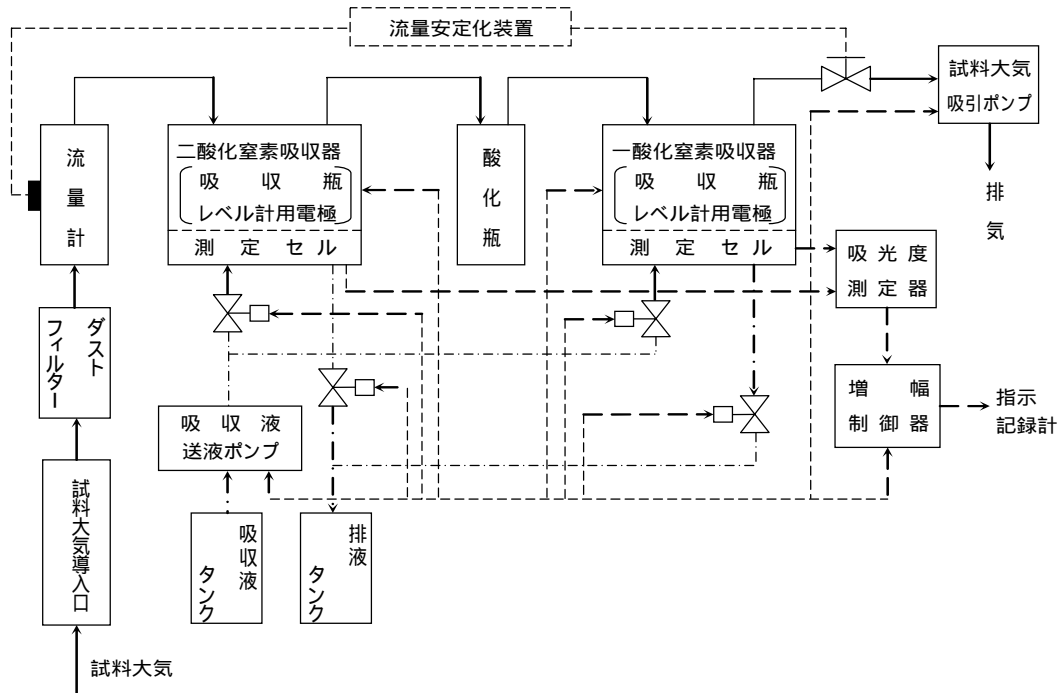 流量安定化装置
試料大気
吸引ポンプ
排気
流量計
二酸化窒素吸収器
吸収瓶
レベル計用電極
測定セル
酸化瓶
一酸化窒素吸収器
吸収瓶
レベル計用電極
測定セル
吸光度
測定器
ダスト
フィルター
吸収液
送液ポンプ
増幅
制御器
指示
記録計
試料大気導入口
吸収液
タンク
排液
タンク
試料大気